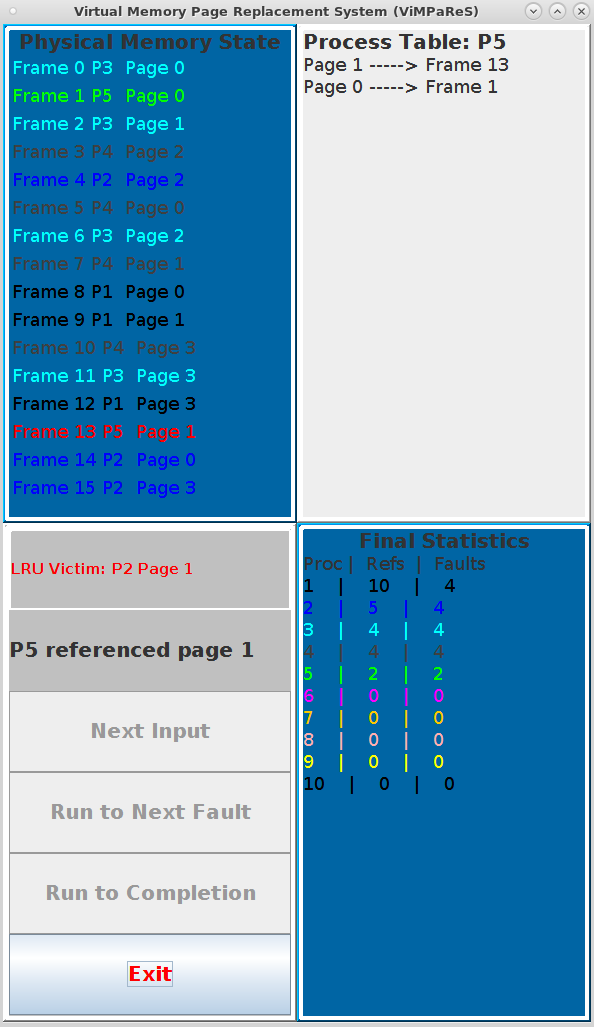 Virtual Memory Page Replacement System (ViMPaReS)
Physical Memory State
Frame 0 P3 Page 0
Frame 1 P5 Page 0
Frame 2 P3 Page 1
Frame 3 P4 Page 2
Frame 4 P2 Page 2
Frame 5 P4 Page 0
Frame 6 P3 Page 2
Frame 7 P4 Page 1
Frame 8 P1 Page 0
Frame 9 P1 Page 1
Frame 10 P4 Page 3
Frame 11 P3 Page 3
Frame 12 P1 Page 3
Frame 13 P5 Page 1
Frame 14 P2 Page 0
Frame 15 P2 Page 3
Process Table: P5
Page 1 -----> Frame 13
Page 0 -----> Frame 1
LRU Victim: P2 Page 1
P5 referenced page 1
Next Input
Run to Next Fault
Run to Completion
Exit
Final Statistics
Proc | Refs | Faults
1 | 10 | 4
2 | 5 | 4
3 | 4 | 4
4 | 4 | 4
5 | 2 | 2
6 | 0 | 0
7 | 0 | 0
8 | 0 | 0
9 | 0 | 0
10 | 0 | 0